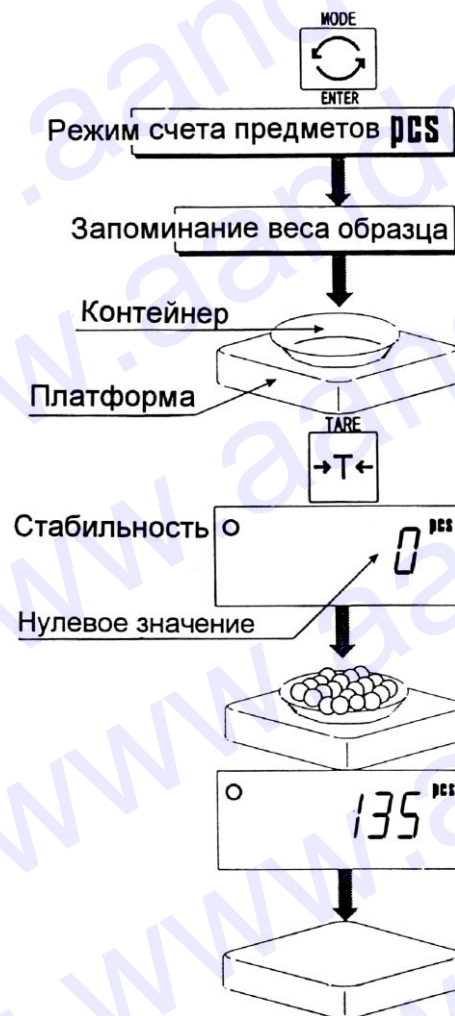 MODE
ENTER
Режим счета предметов pcs
Запоминание веса образца
Контейнер
Платформа
TARE
→T←
Стабильность
0 pcs
Нулевое значение
135 pcs